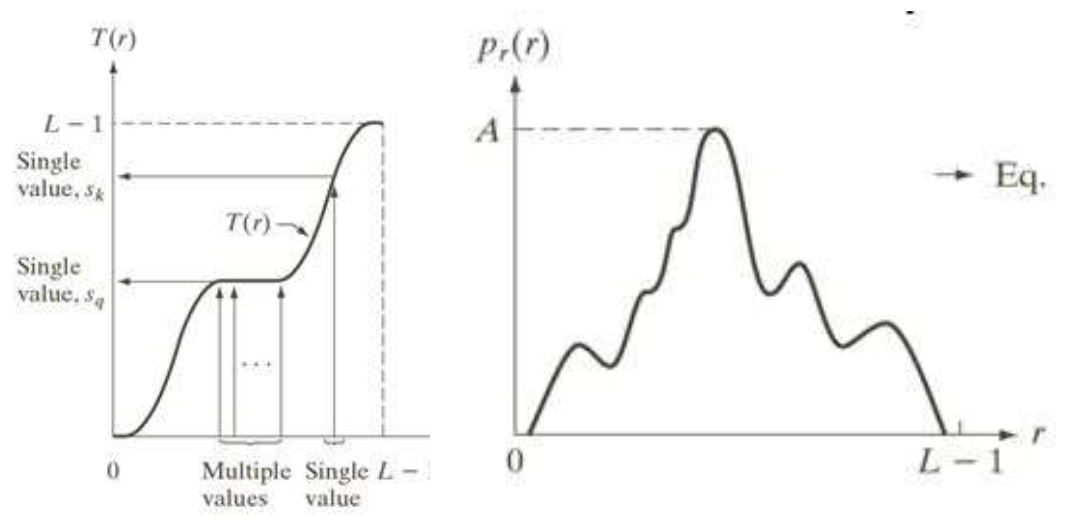 T(r)
L − 1
Single
value, s_k
T(r)
Single
value, s_q
...
0
Multiple
values
Single
value
L −
p_r(r)
A
→ Eq.
0
L − 1
r